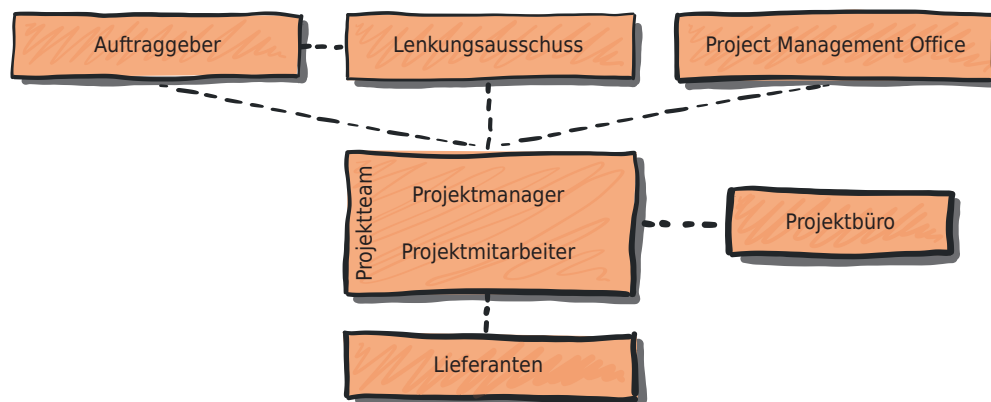 Auftraggeber
Lenkungsausschuss
Project Management Office
Projektteam
Projektmanager
Projektmitarbeiter
Projektbüro
Lieferanten